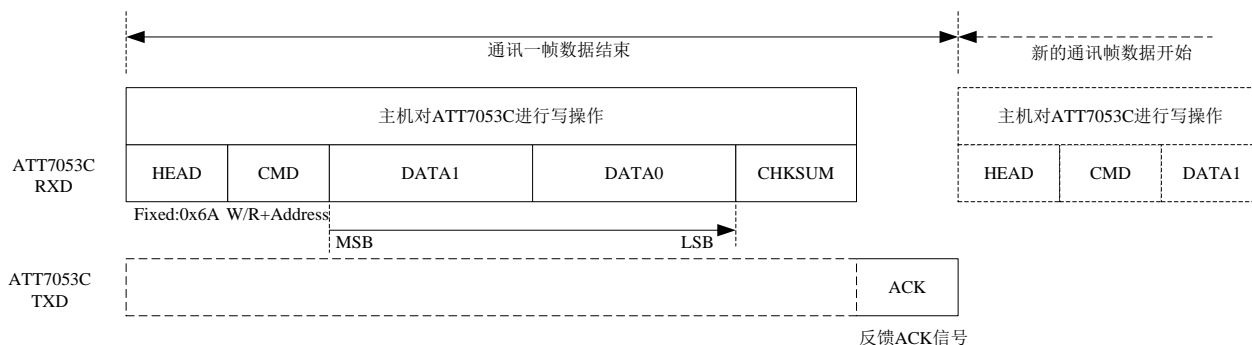 通讯一帧数据结束
新的通讯帧数据开始
主机对ATT7053C进行写操作
主机对ATT7053C进行写操作
ATT7053C
RXD
HEAD
CMD
DATA1
DATA0
CHKSUM
HEAD
CMD
DATA1
Fixed:0x6A
W/R+Address
MSB
LSB
ATT7053C
TXD
ACK
反馈ACK信号